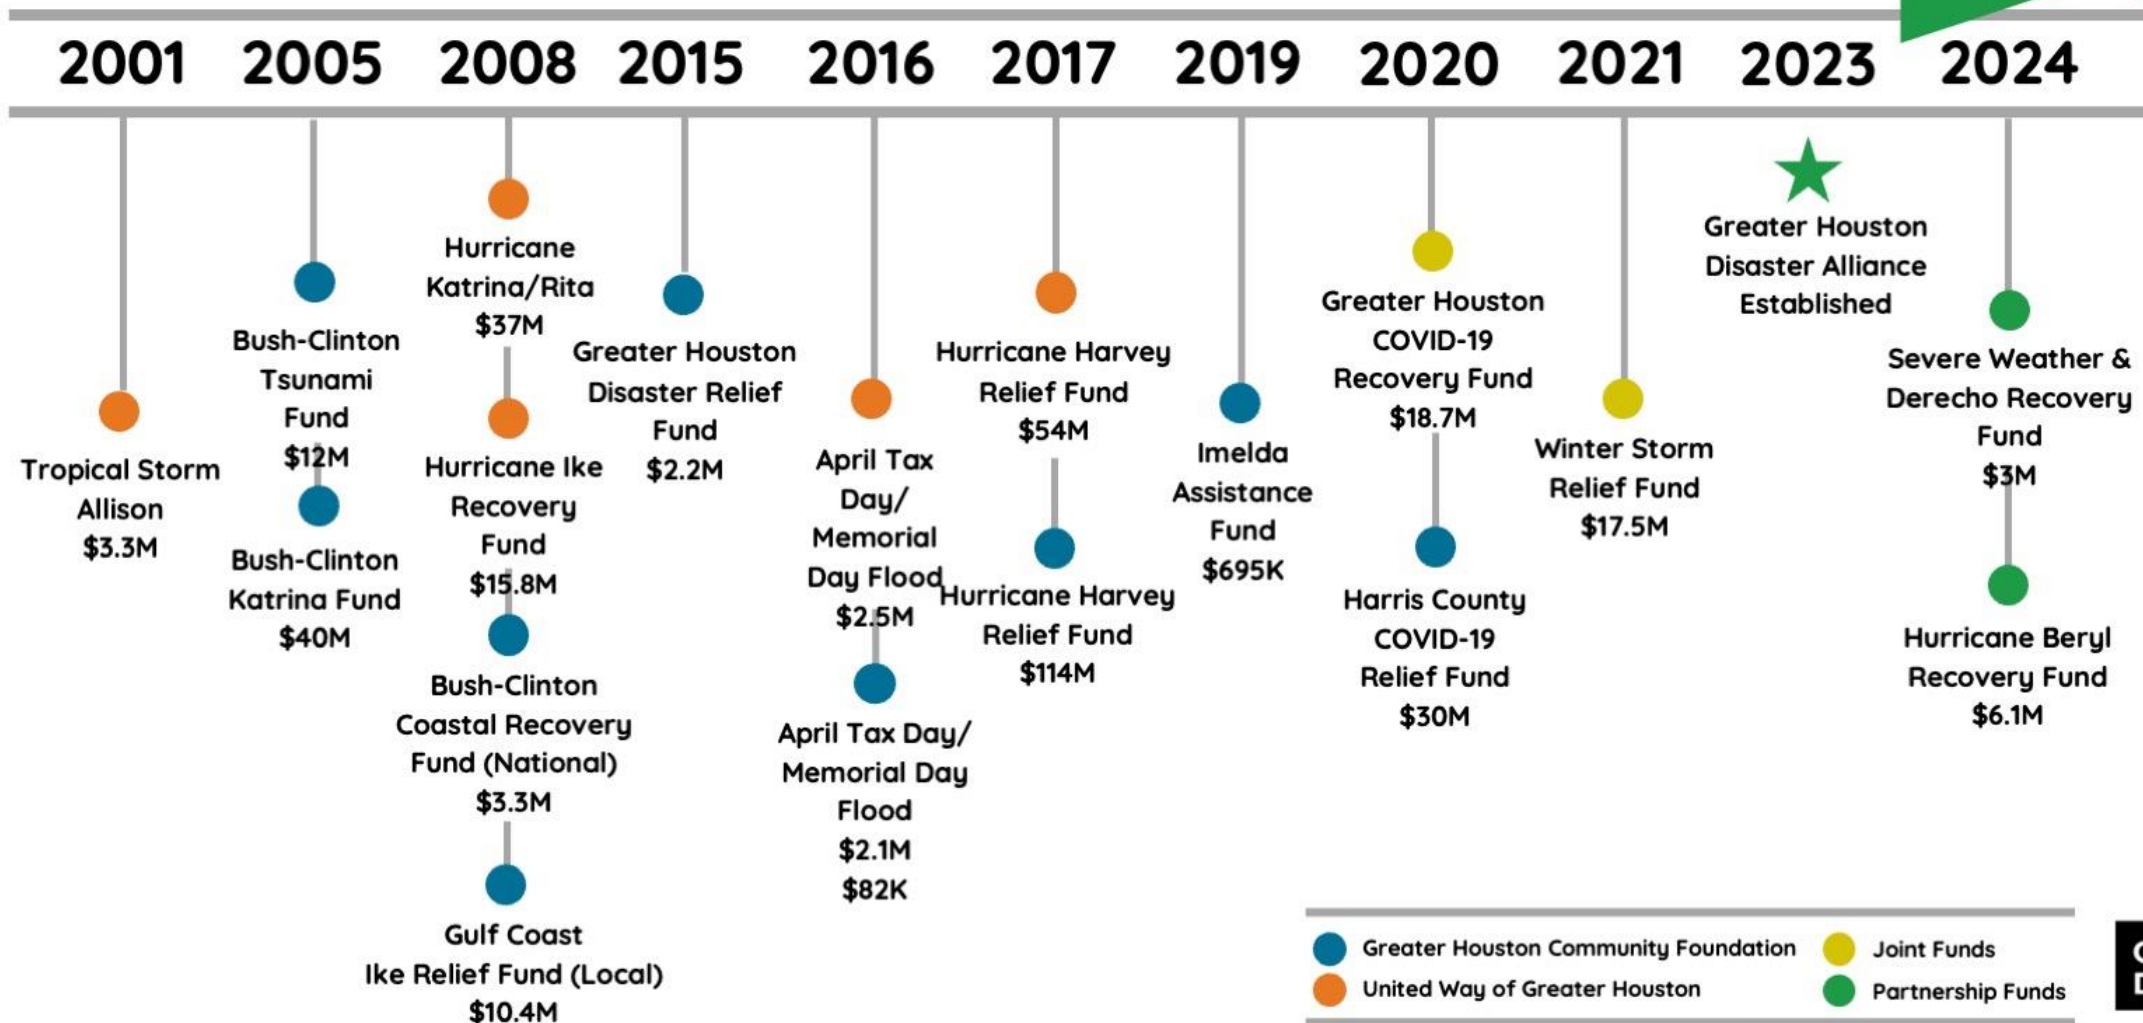 2001 2005 2008 2015 2016 2017 2019 2020 2021 2023 2024
Tropical Storm
Allison
$3.3M
Bush-Clinton
Tsunami
Fund
$12M
Bush-Clinton
Katrina Fund
$40M
Hurricane
Katrina/Rita
$37M
Hurricane Ike
Recovery
Fund
$15.8M
Bush-Clinton
Coastal Recovery
Fund (National)
$3.3M
Gulf Coast
Ike Relief Fund (Local)
$10.4M
Greater Houston
Disaster Relief
Fund
$2.2M
April Tax
Day/
Memorial
Day Flood
$2.5M
April Tax Day/
Memorial Day
Flood
$2.1M
$82K
Hurricane Harvey
Relief Fund
$54M
Hurricane Harvey
Relief Fund
$114M
Imelda
Assistance
Fund
$695K
Greater Houston
COVID-19
Recovery Fund
$18.7M
Harris County
COVID-19
Relief Fund
$30M
Winter Storm
Relief Fund
$17.5M
Greater Houston
Disaster Alliance
Established
Severe Weather &
Derecho Recovery
Fund
$3M
Hurricane Beryl
Recovery Fund
$6.1M
Greater Houston Community Foundation
United Way of Greater Houston
Joint Funds
Partnership Funds